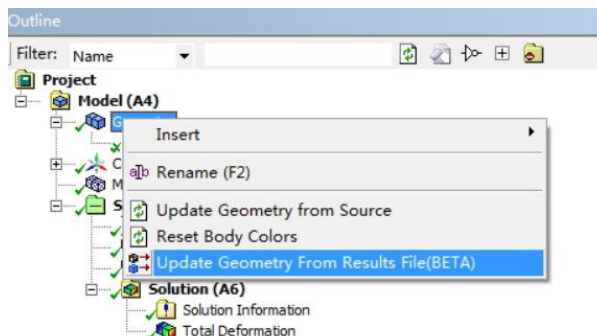 Outline
Filter: Name
Project
Model (A4)
G
Insert
C
Rename (F2)
M
S
Update Geometry from Source
Reset Body Colors
Update Geometry From Results File(BETA)
Solution (A6)
Solution Information
Total Deformation